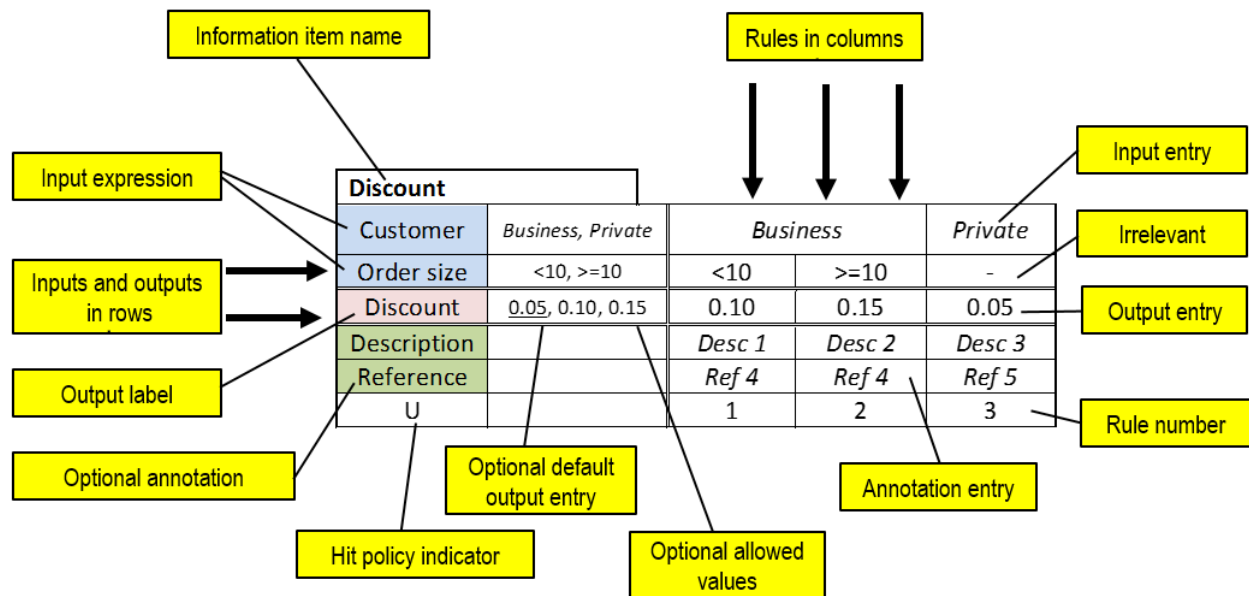 Information item name
Rules in columns
Input expression
Input entry
Discount
Customer Business, Private Business Private
Irrelevant
Inputs and outputs
in rows
Order size <10, >=10 <10 >=10 -
Discount 0.05, 0.10, 0.15 0.10 0.15 0.05
Output entry
Description Desc 1 Desc 2 Desc 3
Output label
Reference Ref 4 Ref 4 Ref 5
U 1 2 3
Rule number
Optional annotation
Optional default
output entry
Annotation entry
Hit policy indicator
Optional allowed
values